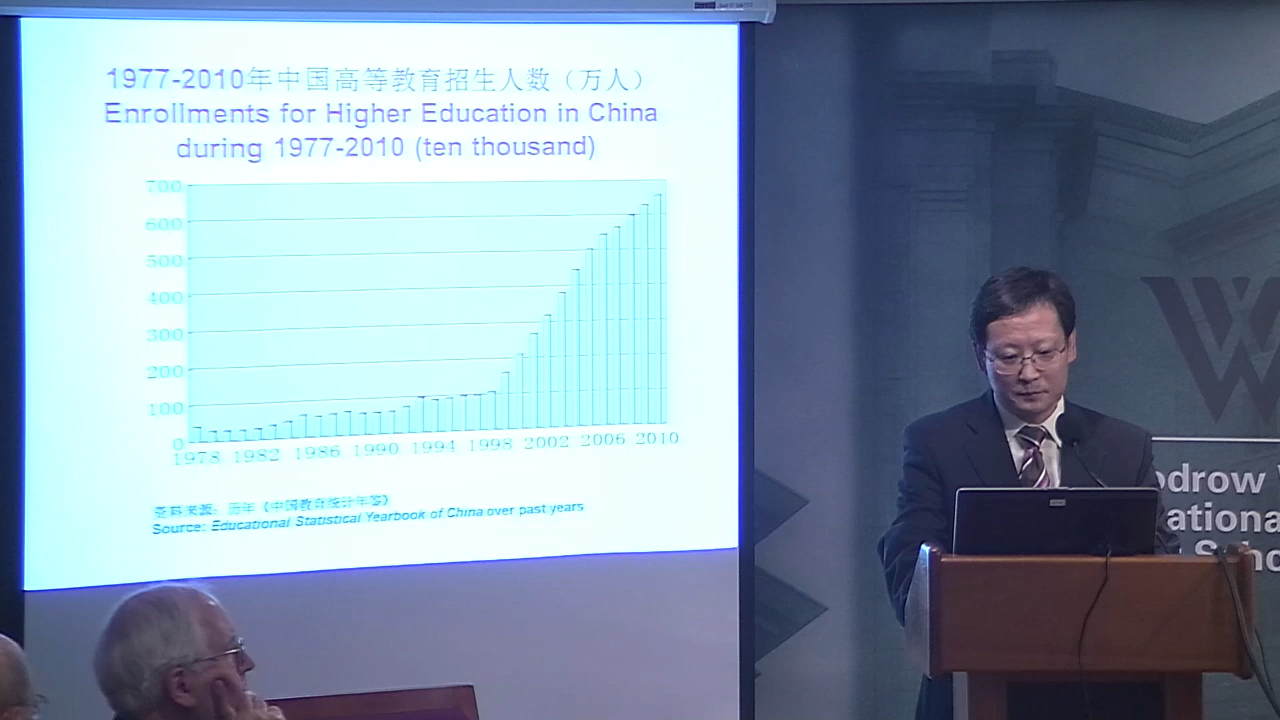 1977-2010年中国高等教育招生人数（万人）
Enrollments for Higher Education in China
during 1977-2010 (ten thousand)
700
600
500
400
300
200
100
0
1978 1982 1986 1990 1994 1998 2002 2006 2010
资料来源：历年《中国教育统计年鉴》
Source: Educational Statistical Yearbook of China over past years
W
odrow
ationa